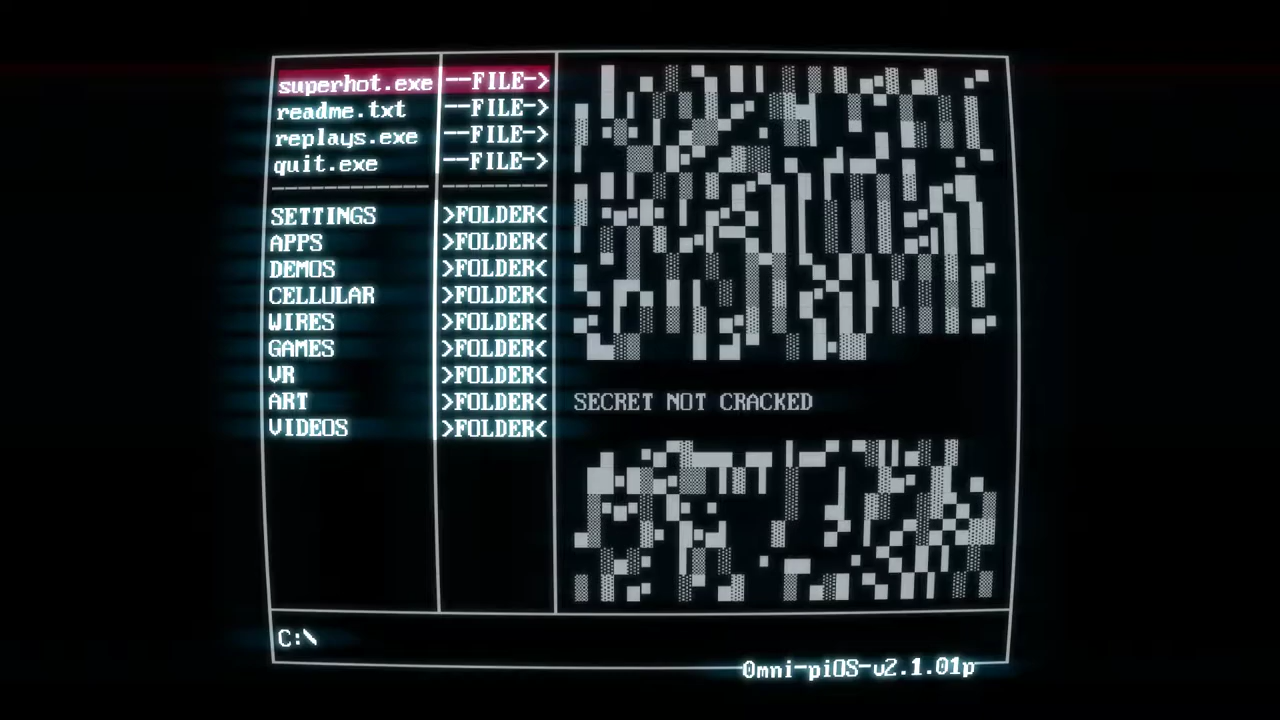 superhot.exe --FILE->
readme.txt --FILE->
replays.exe --FILE->
quit.exe --FILE->
------------ --------
SETTINGS >FOLDER<
APPS >FOLDER<
DEMOS >FOLDER<
CELLULAR >FOLDER<
WIRES >FOLDER<
GAMES >FOLDER<
VR >FOLDER<
ART >FOLDER<
VIDEOS >FOLDER<
SECRET NOT CRACKED
C:\
0mni-piOS-v2.1.01p